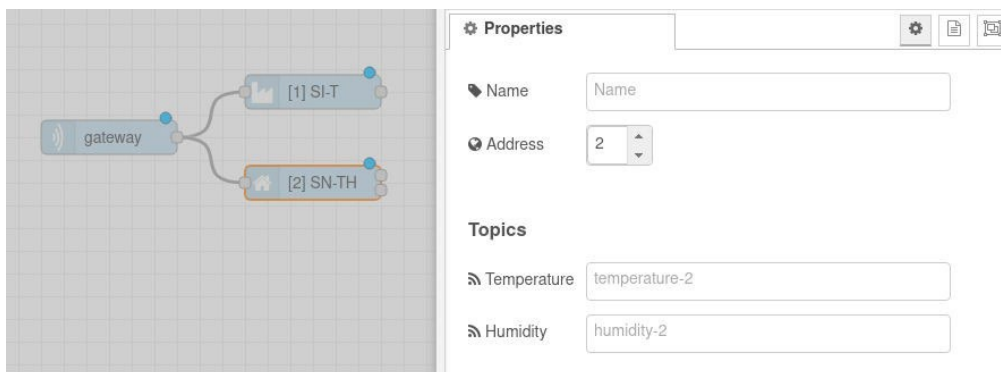 gateway
[1] SI-T
[2] SN-TH
Properties
Name
Name
Address
2
Topics
Temperature
temperature-2
Humidity
humidity-2